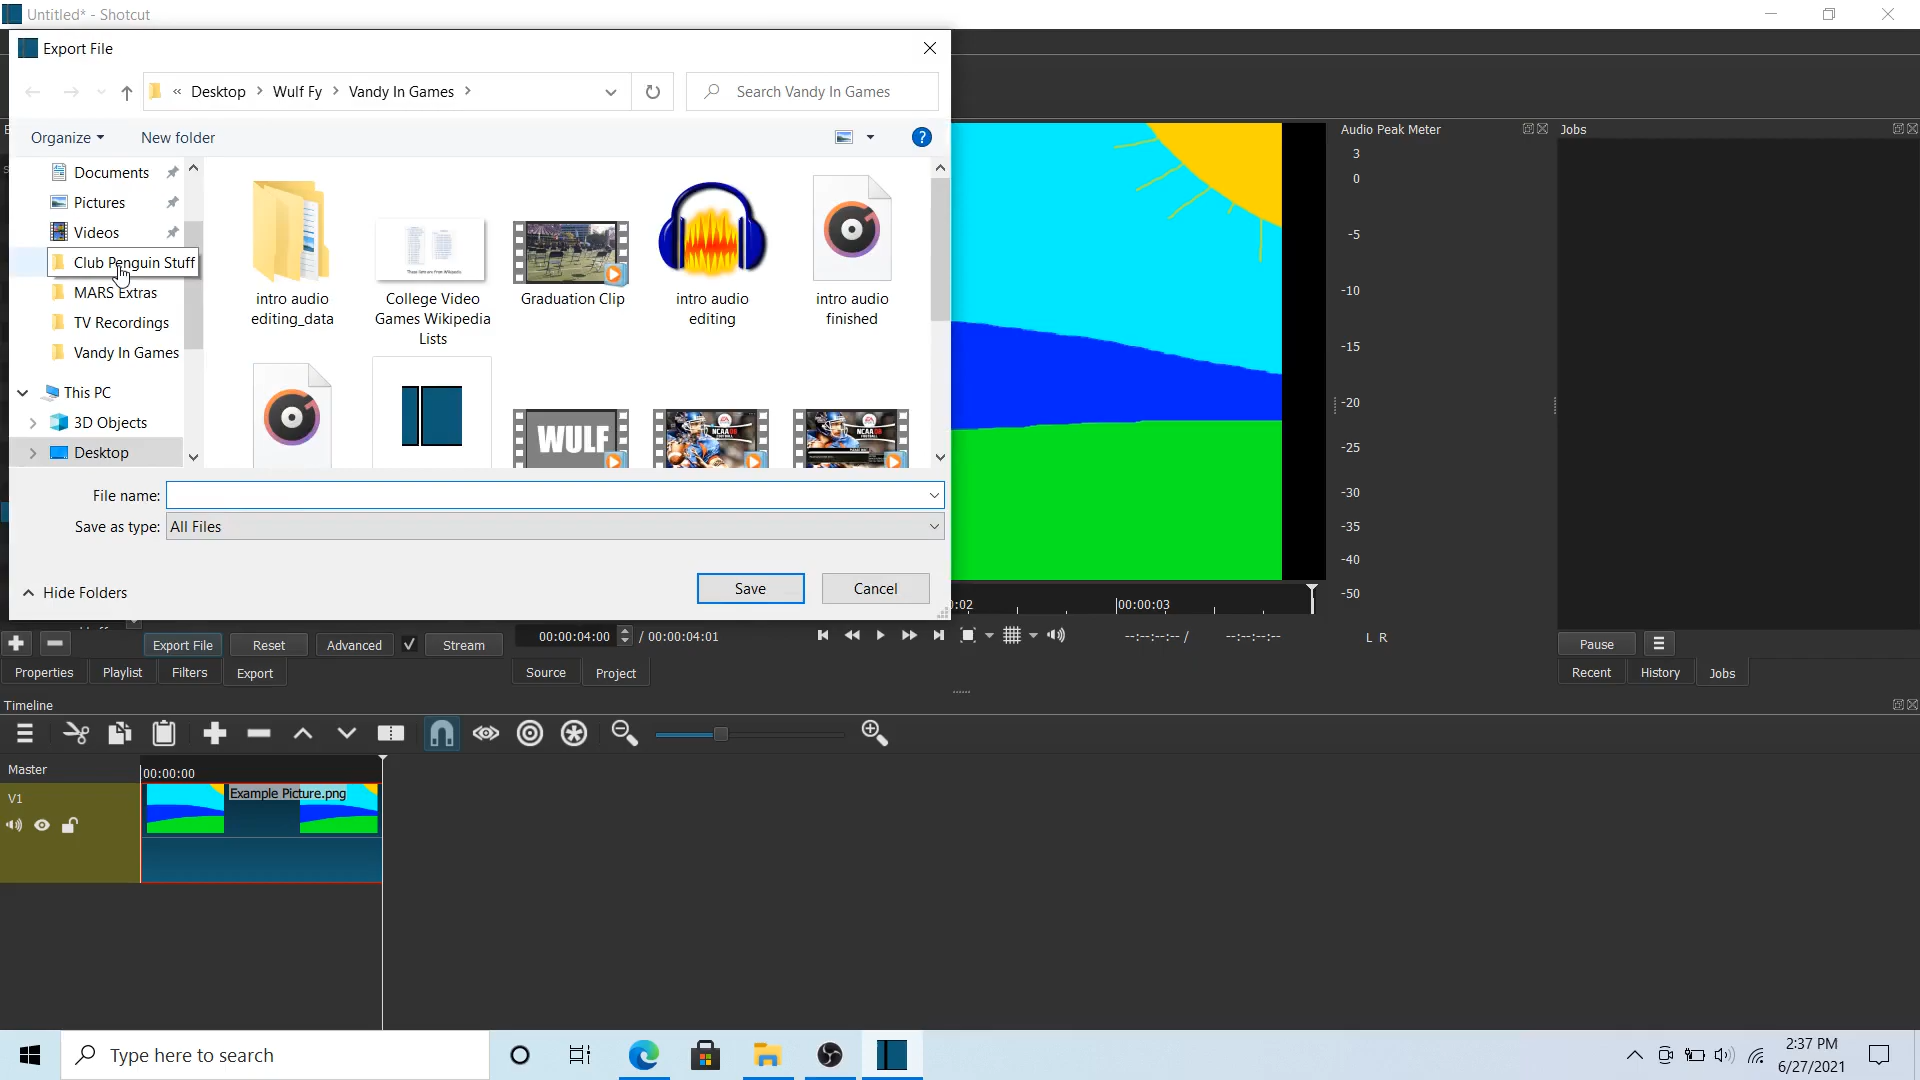 Untitled* - Shotcut
Export File
« Desktop > Wulf Fy > Vandy In Games >
Search Vandy In Games
Organize
New folder
Documents
Pictures
Videos
Club Penguin Stuff
MARS Extras
TV Recordings
Vandy In Games
This PC
3D Objects
Desktop
intro audio
editing_data
College Video
Games Wikipedia
Lists
Graduation Clip
intro audio
editing
intro audio
finished
WULF
NCAA 08
NCAA 08
File name:
Save as type: All Files
Hide Folders
Save
Cancel
Audio Peak Meter
3
0
-5
-10
-15
-20
-25
-30
-35
-40
-50
L R
Jobs
:02
00:00:03
Export File
Reset
Advanced
Stream
00:00:04:00 / 00:00:04:01
--:--:--:-- /
--:--:--:--
Pause
Properties
Playlist
Filters
Export
Source
Project
Recent
History
Jobs
Timeline
Master
00:00:00
V1
Example Picture.png
Type here to search
2:37 PM
6/27/2021